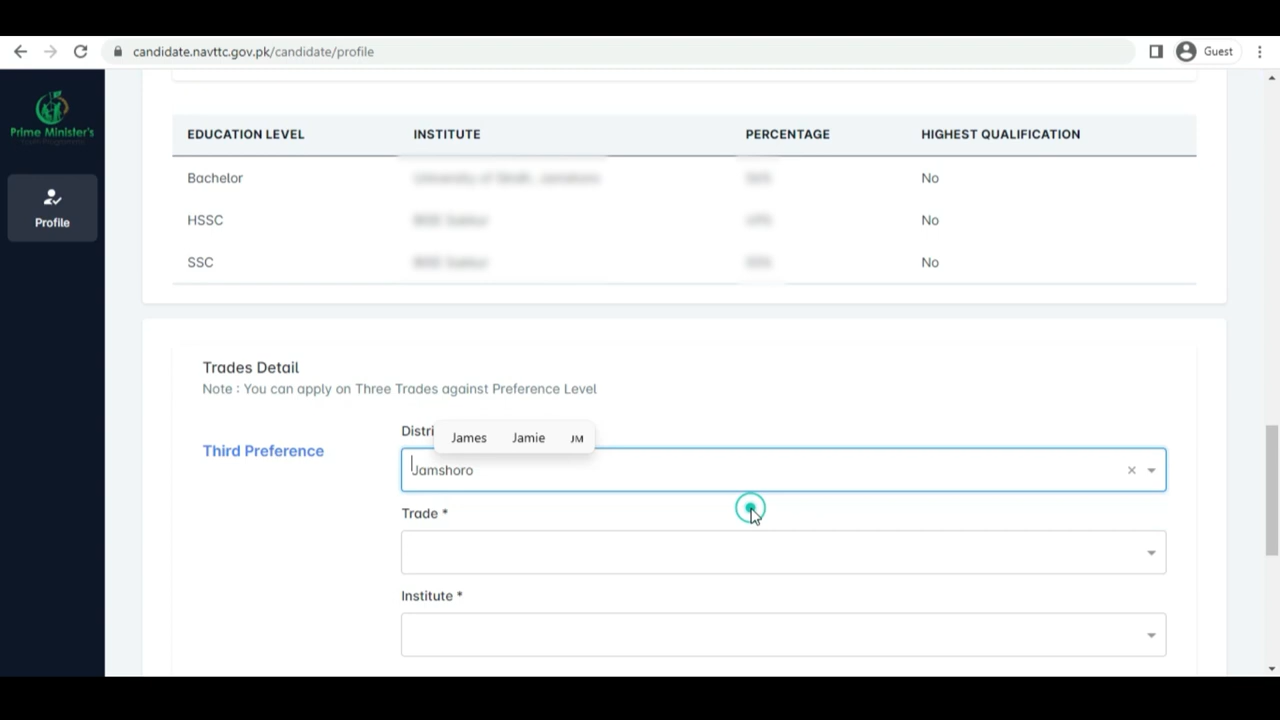 candidate.navttc.gov.pk/candidate/profile
Guest
Prime Minister's
Youth Programme
Profile
EDUCATION LEVEL INSTITUTE PERCENTAGE HIGHEST QUALIFICATION
Bachelor No
HSSC No
SSC No
Trades Detail
Note : You can apply on Three Trades against Preference Level
Third Preference
Distri
James Jamie JM
Jamshoro
Trade *
Institute *